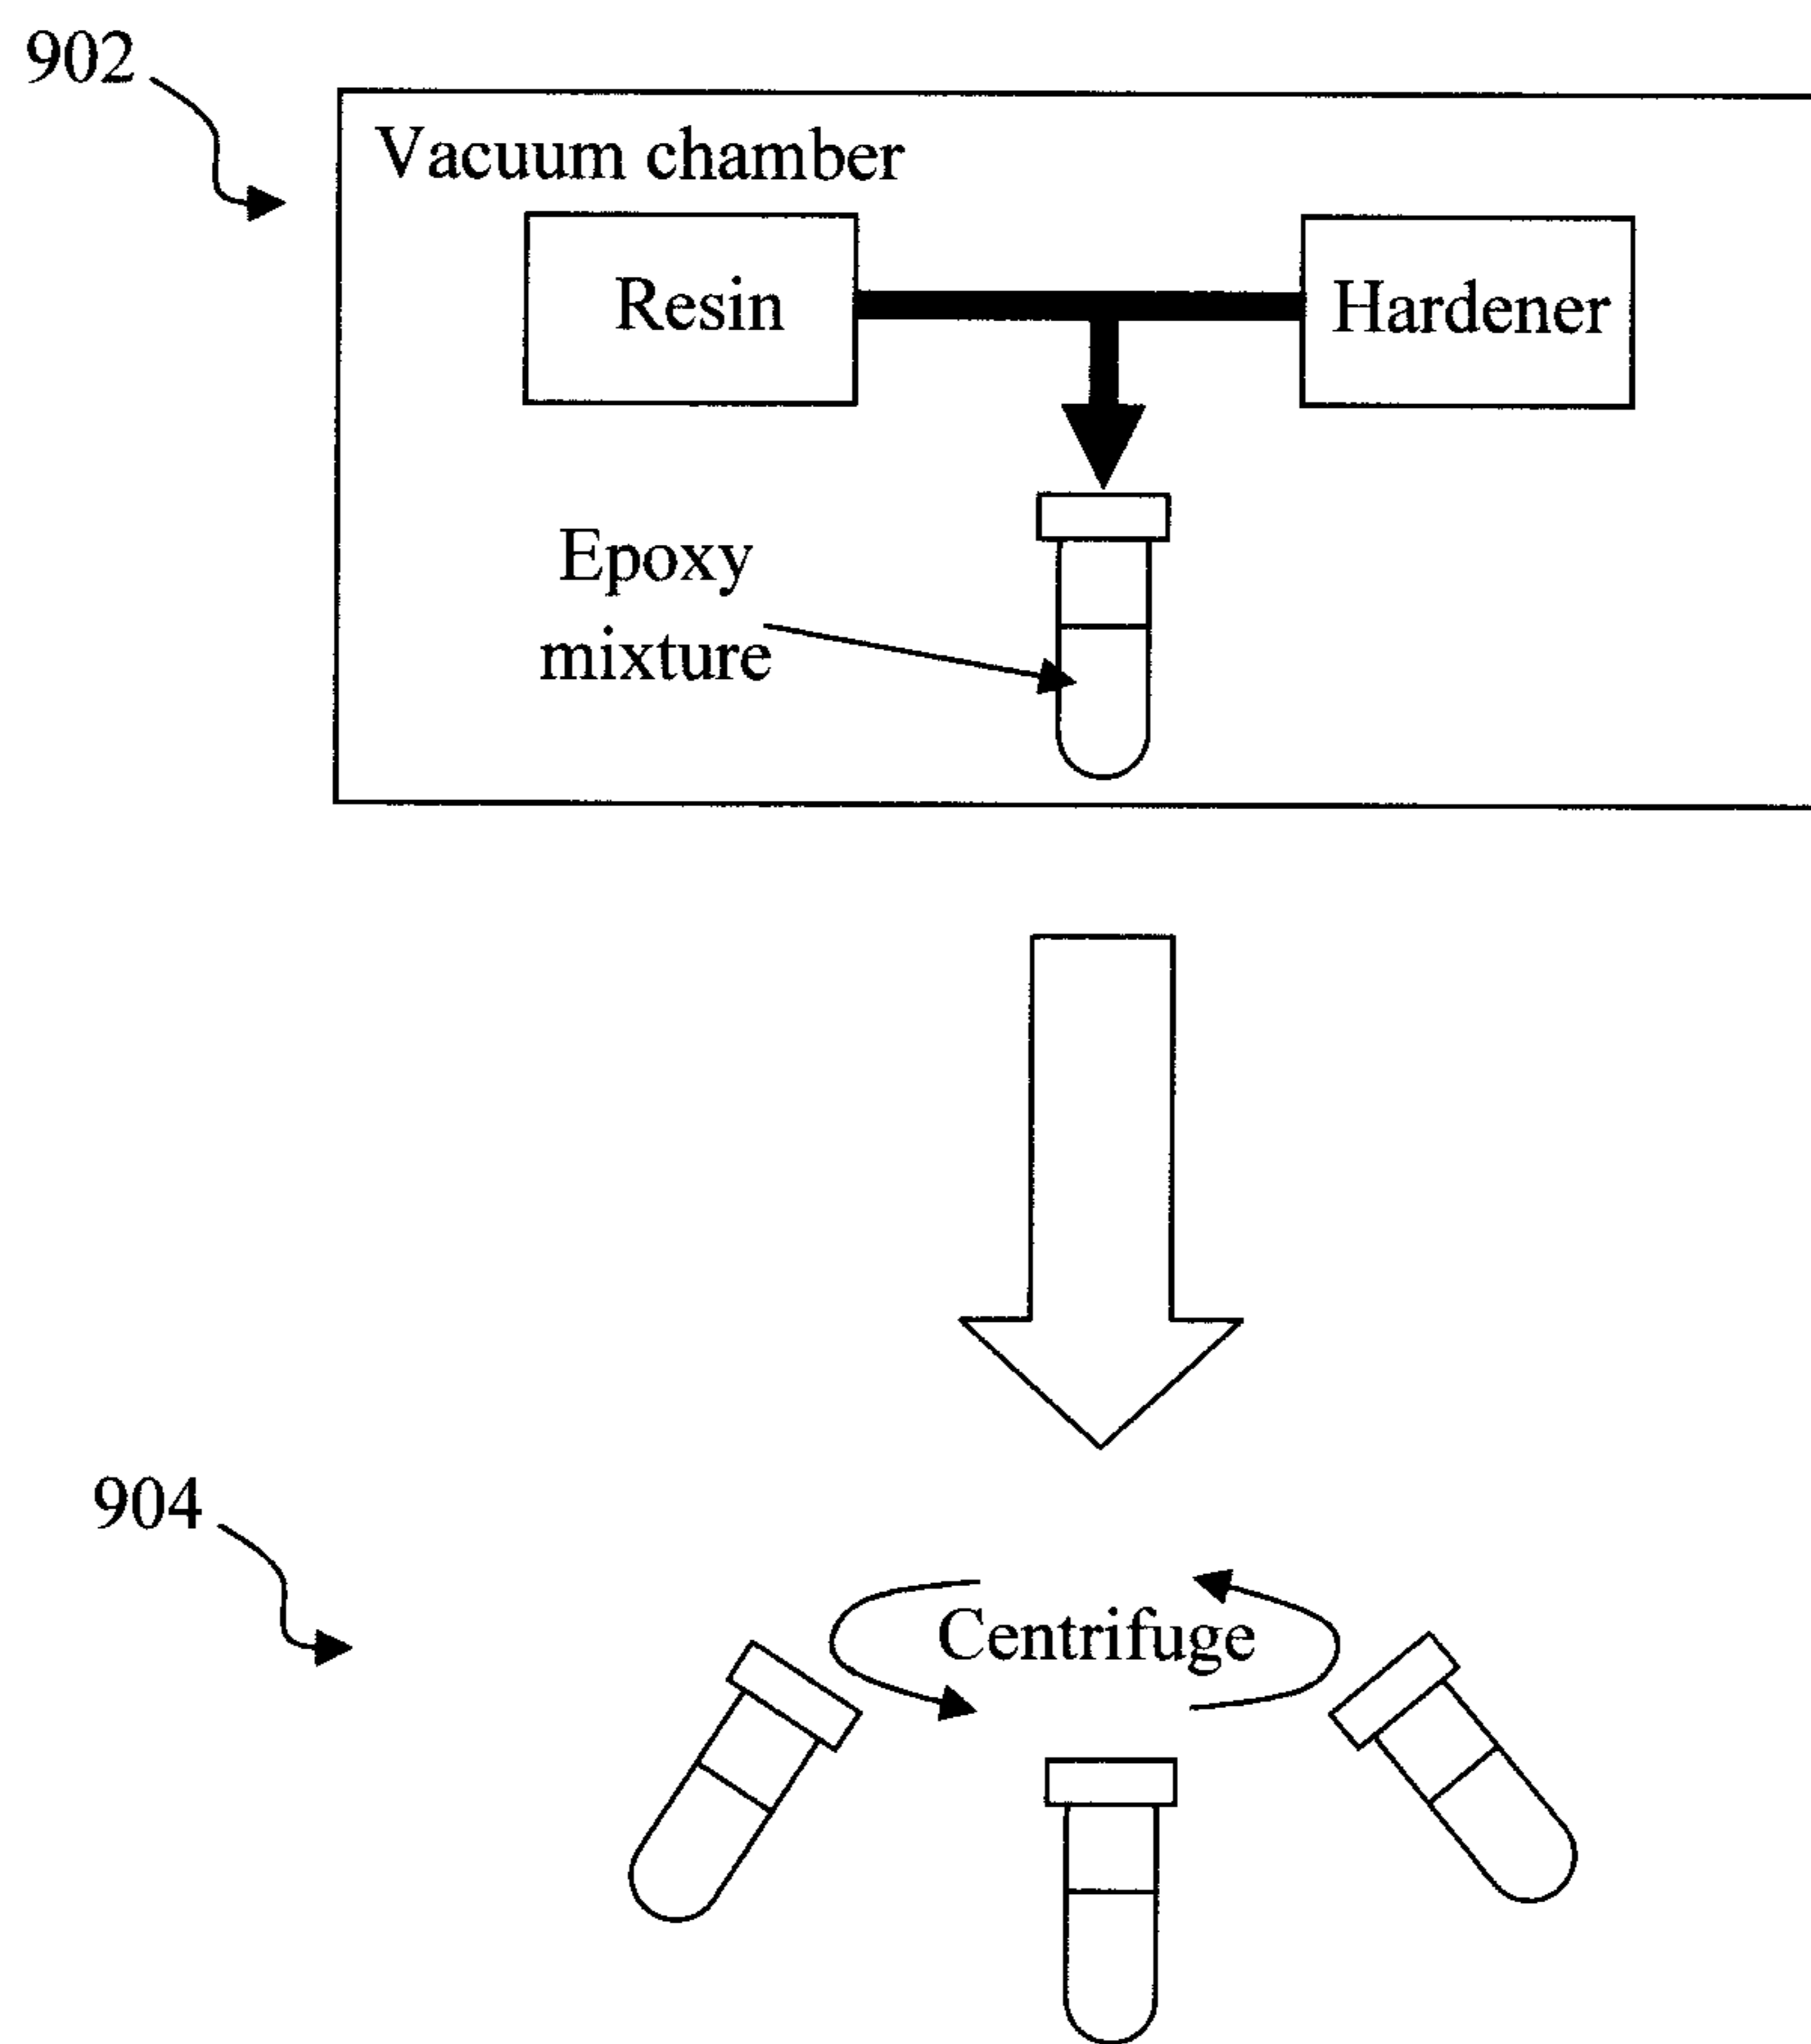 902
Vacuum chamber
Resin
Hardener
Epoxy
mixture
904
Centrifuge